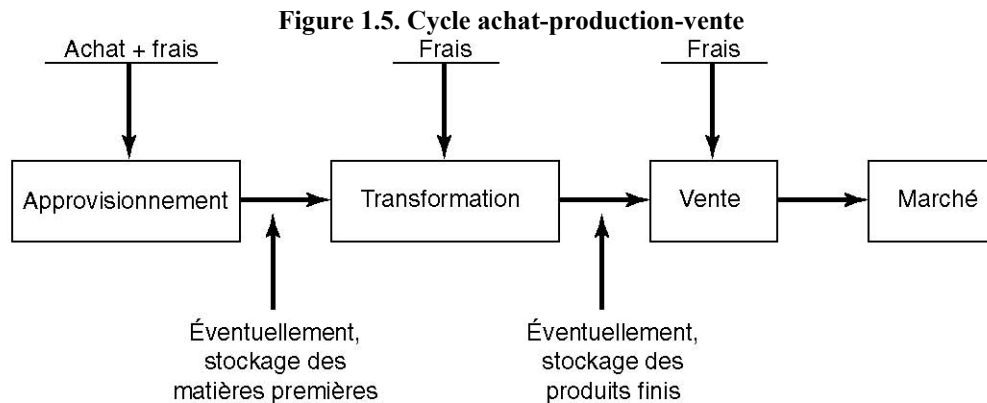 Figure 1.5. Cycle achat-production-vente
Achat + frais
Frais
Frais
Approvisionnement
Transformation
Vente
Marché
Éventuellement,
stockage des
matières premières
Éventuellement,
stockage des
produits finis